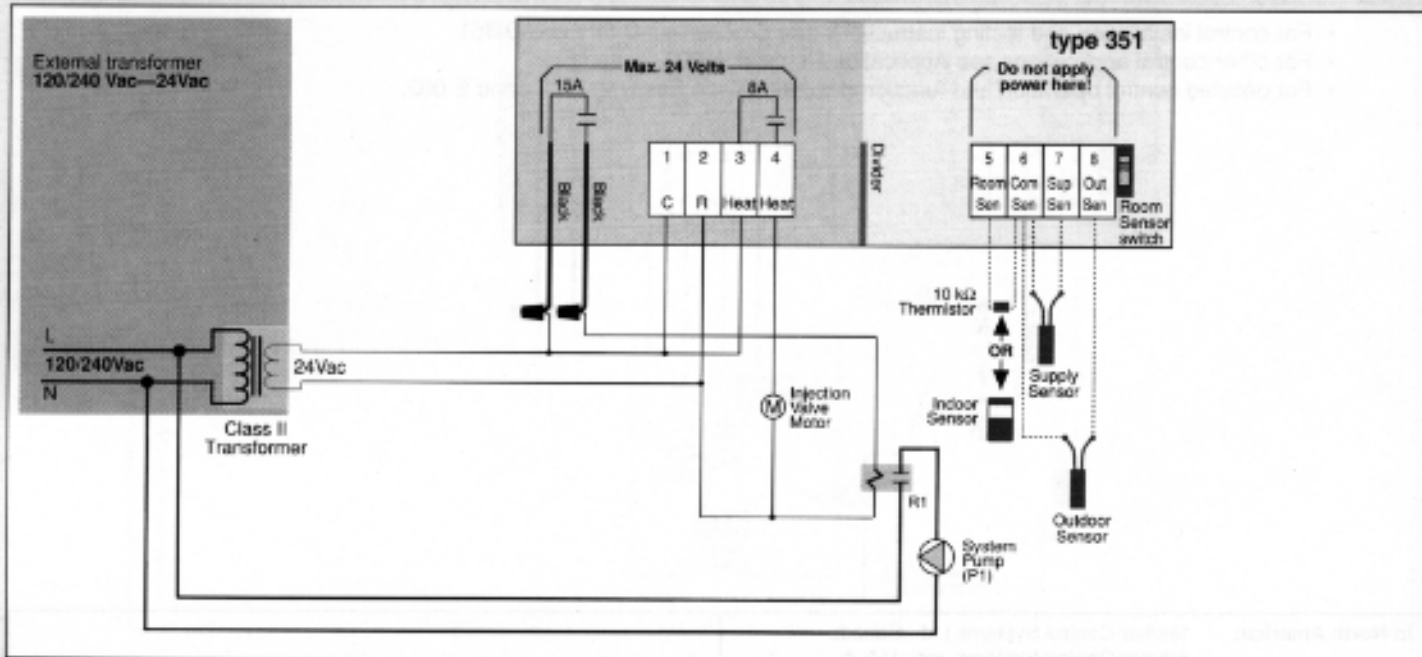 External transformer
120/240 Vac—24Vac
Max. 24 Volts
15A
8A
type 351
Do not apply
power here!
Black
Black
1
2
3
4
C
R
Heat
Heat
Divider
5
6
7
8
Room
Com
Sup
Out
Sen
Sen
Sen
Sen
Room
Sensor
switch
10 kΩ
Thermistor
OR
Indoor
Sensor
Supply
Sensor
Outdoor
Sensor
L
120/240Vac
N
24Vac
Class II
Transformer
M
Injection
Valve
Motor
R1
System
Pump
(P1)